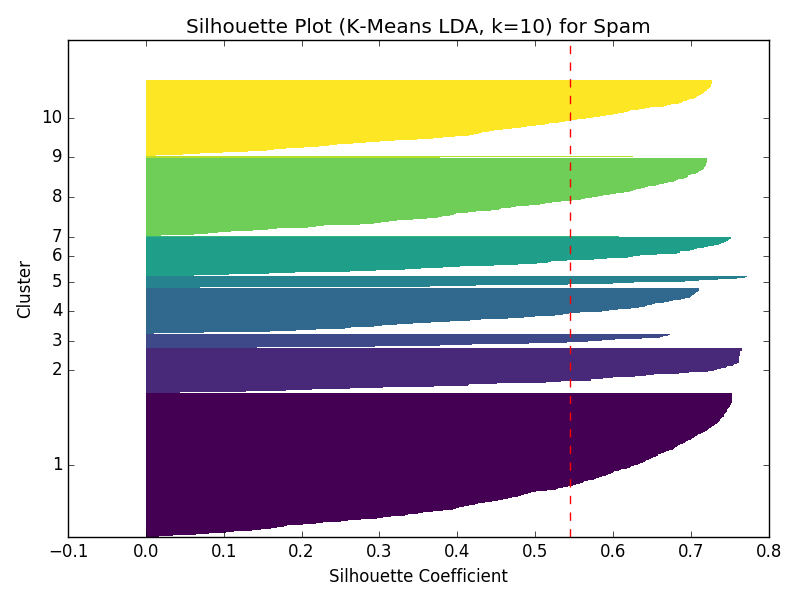 Silhouette Plot (K-Means LDA, k=10) for Spam
10
9
8
7
6
5
4
3
2
1
Cluster
−0.1 0.0 0.1 0.2 0.3 0.4 0.5 0.6 0.7 0.8
Silhouette Coefficient